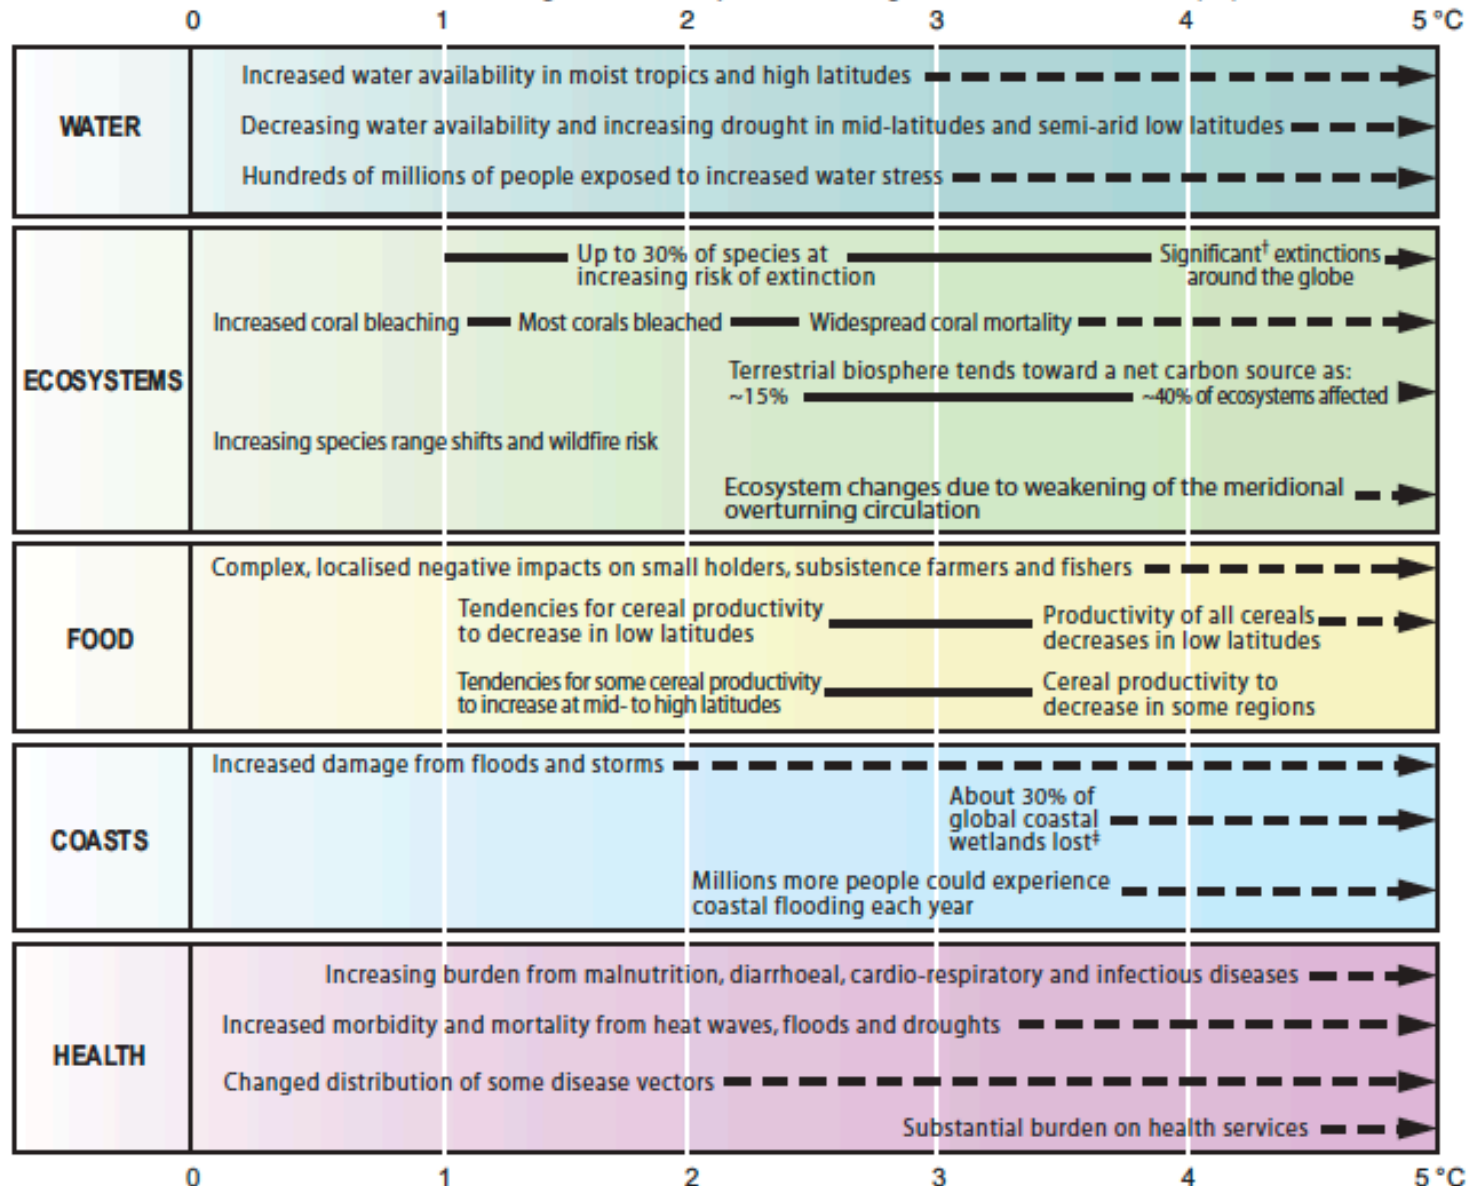 0 1 2 3 4 5 °C
WATER
Increased water availability in moist tropics and high latitudes
Decreasing water availability and increasing drought in mid-latitudes and semi-arid low latitudes
Hundreds of millions of people exposed to increased water stress
ECOSYSTEMS
Up to 30% of species at
increasing risk of extinction
Significant† extinctions
around the globe
Increased coral bleaching Most corals bleached Widespread coral mortality
Terrestrial biosphere tends toward a net carbon source as:
~15% ~40% of ecosystems affected
Increasing species range shifts and wildfire risk
Ecosystem changes due to weakening of the meridional
overturning circulation
FOOD
Complex, localised negative impacts on small holders, subsistence farmers and fishers
Tendencies for cereal productivity
to decrease in low latitudes
Productivity of all cereals
decreases in low latitudes
Tendencies for some cereal productivity
to increase at mid- to high latitudes
Cereal productivity to
decrease in some regions
COASTS
Increased damage from floods and storms
About 30% of
global coastal
wetlands lost‡
Millions more people could experience
coastal flooding each year
HEALTH
Increasing burden from malnutrition, diarrhoeal, cardio-respiratory and infectious diseases
Increased morbidity and mortality from heat waves, floods and droughts
Changed distribution of some disease vectors
Substantial burden on health services
0 1 2 3 4 5 °C